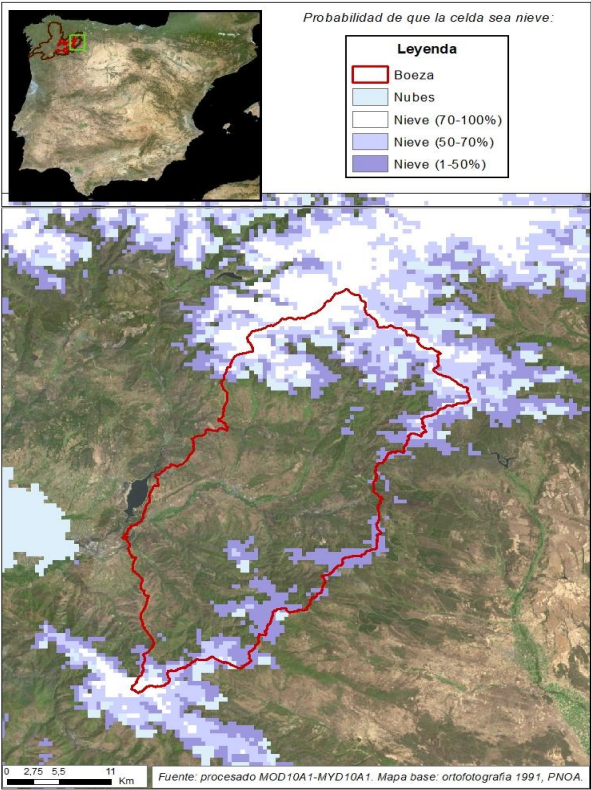 Probabilidad de que la celda sea nieve:
Leyenda
Boeza
Nubes
Nieve (70-100%)
Nieve (50-70%)
Nieve (1-50%)
0 2,75 5,5 11
Km
Fuente: procesado MOD10A1-MYD10A1. Mapa base: ortofotografía 1991, PNOA.